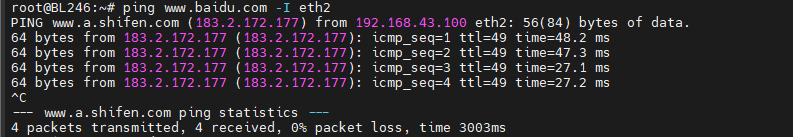 root@BL246:~# ping www.baidu.com -I eth2
PING www.a.shifen.com (183.2.172.177) from 192.168.43.100 eth2: 56(84) bytes of data.
64 bytes from 183.2.172.177 (183.2.172.177): icmp_seq=1 ttl=49 time=48.2 ms
64 bytes from 183.2.172.177 (183.2.172.177): icmp_seq=2 ttl=49 time=47.3 ms
64 bytes from 183.2.172.177 (183.2.172.177): icmp_seq=3 ttl=49 time=27.1 ms
64 bytes from 183.2.172.177 (183.2.172.177): icmp_seq=4 ttl=49 time=27.2 ms
^C
--- www.a.shifen.com ping statistics ---
4 packets transmitted, 4 received, 0% packet loss, time 3003ms